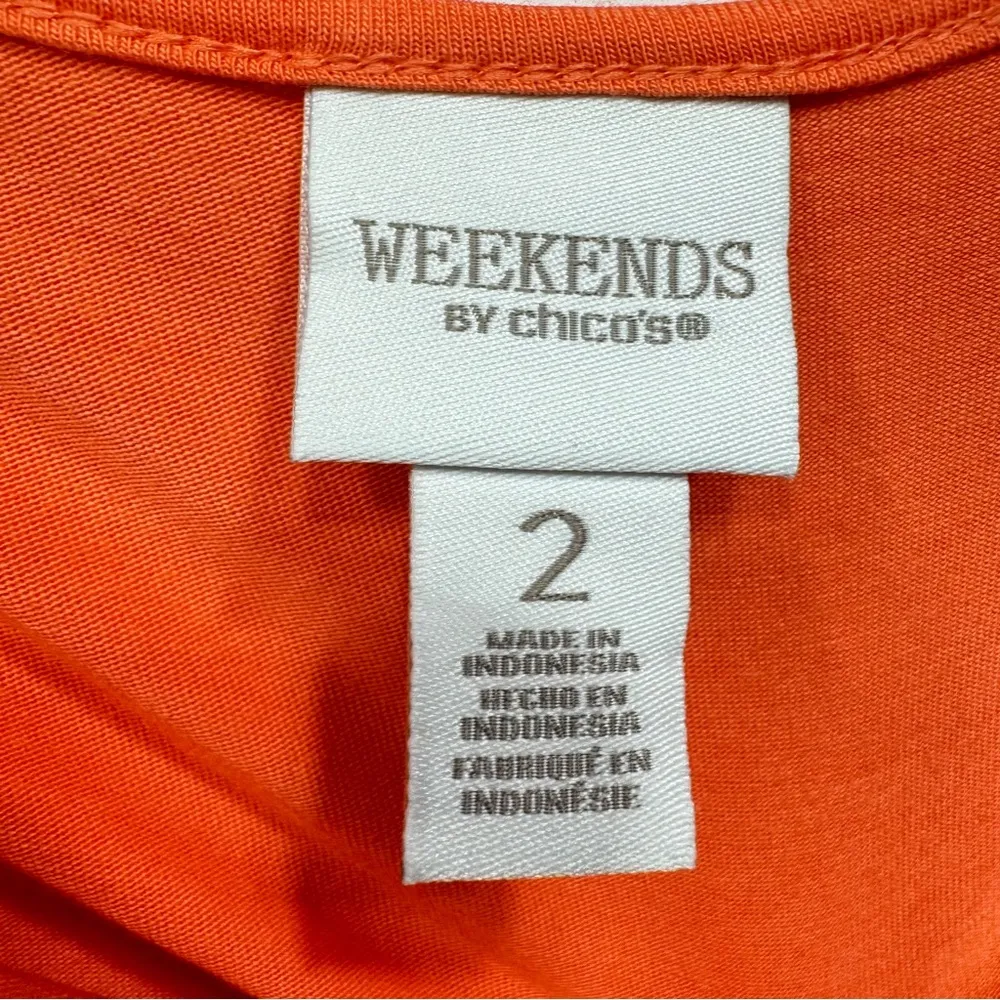 WEEKENDS
BY chico's®
2
MADE IN
INDONESIA
HECHO EN
INDONESIA
FABRIQUÉ EN
INDONÉSIE